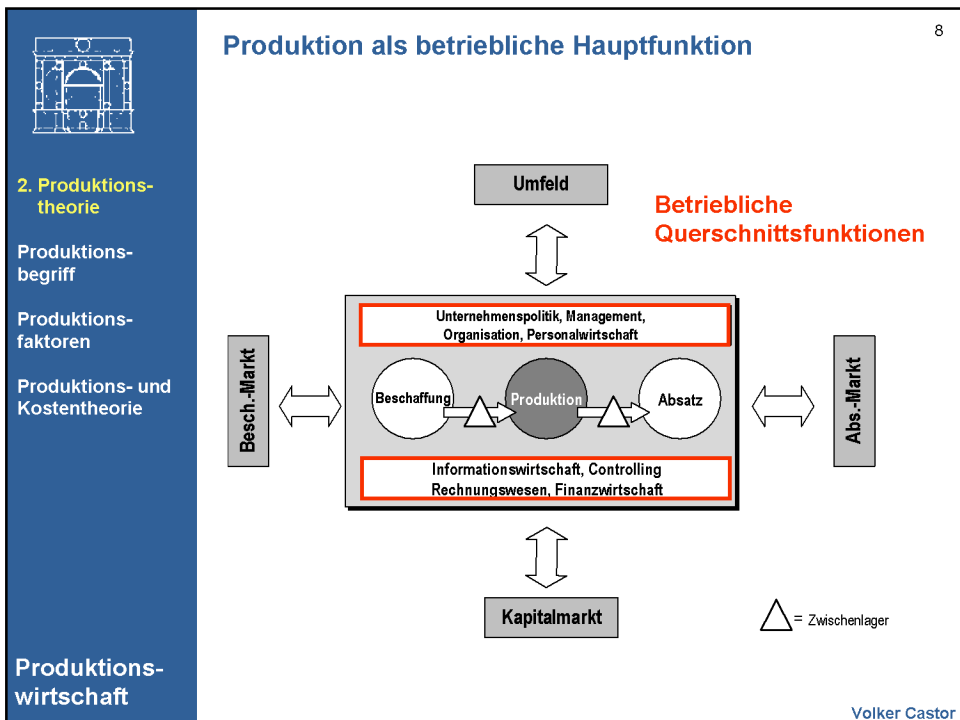 8
Produktion als betriebliche Hauptfunktion
2. Produktions-
theorie
Produktions-
begriff
Produktions-
faktoren
Produktions- und
Kostentheorie
Produktions-
wirtschaft
Umfeld
Betriebliche
Querschnittsfunktionen
Unternehmenspolitik, Management,
Organisation, Personalwirtschaft
Besch.-Markt
Beschaffung
Produktion
Absatz
Abs.-Markt
Informationswirtschaft, Controlling
Rechnungswesen, Finanzwirtschaft
Kapitalmarkt
= Zwischenlager
Volker Castor